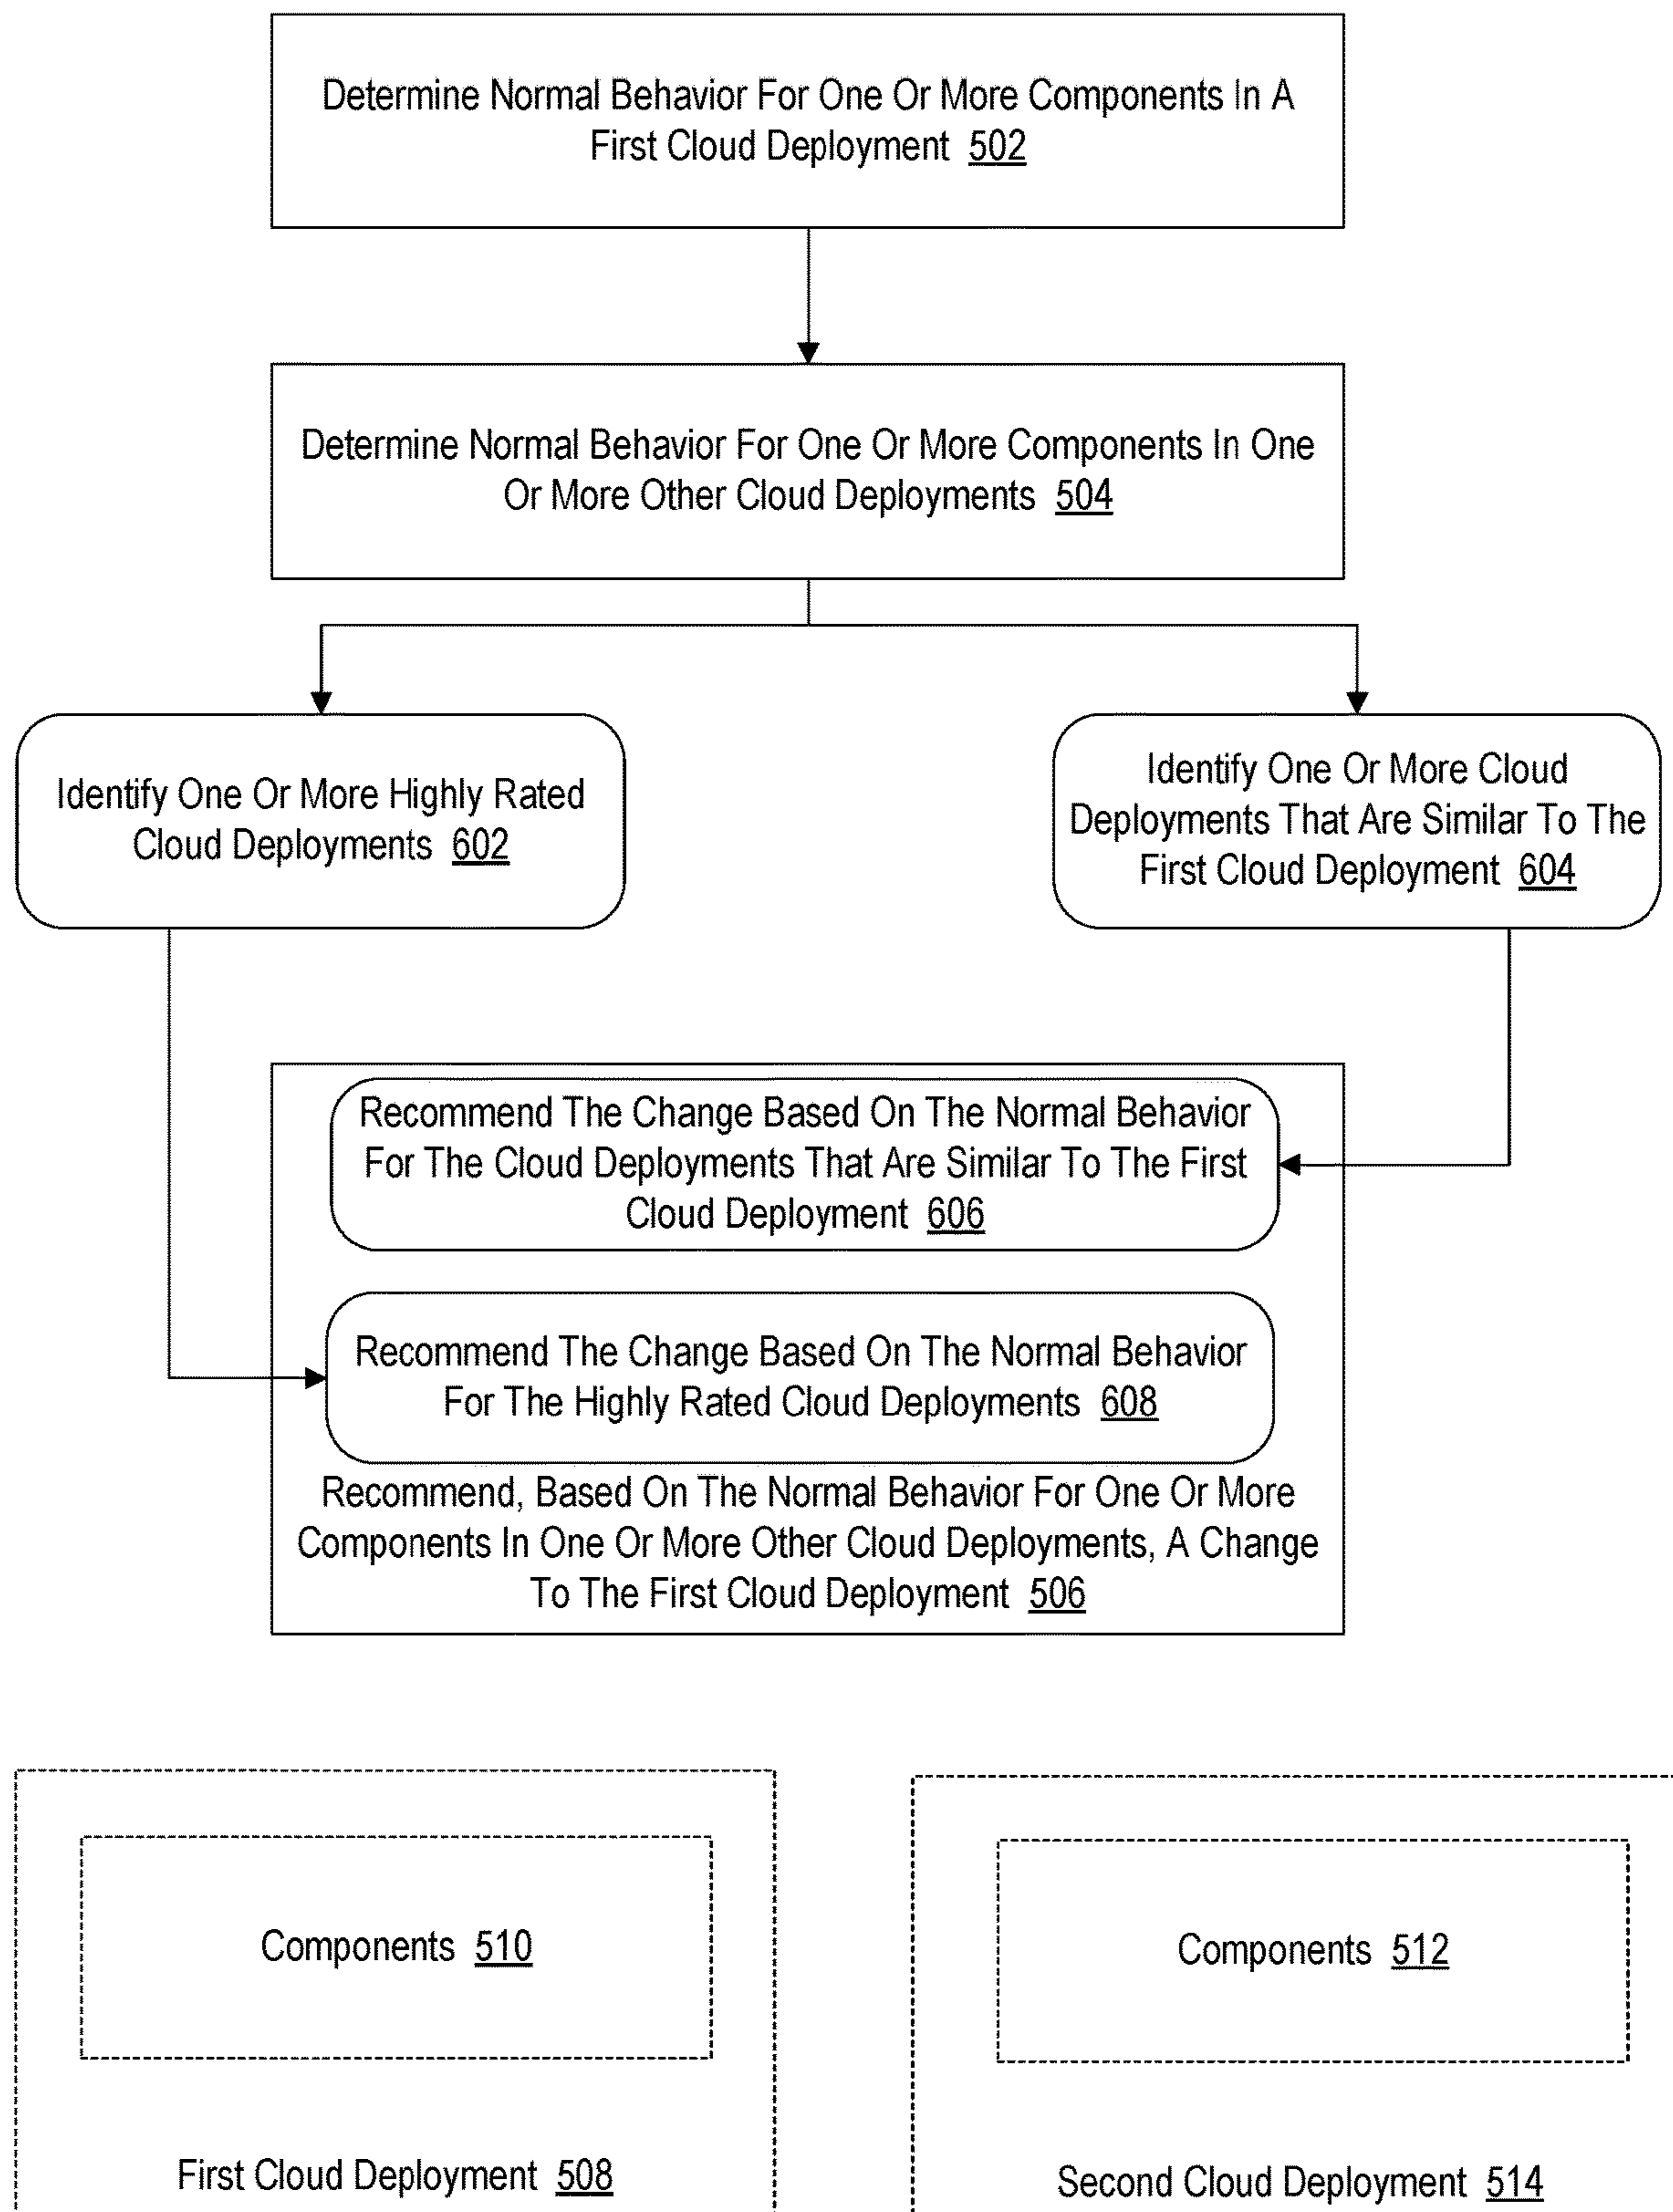 Determine Normal Behavior For One Or More Components In A
First Cloud Deployment 502
Determine Normal Behavior For One Or More Components In One
Or More Other Cloud Deployments 504
Identify One Or More Highly Rated
Cloud Deployments 602
Identify One Or More Cloud
Deployments That Are Similar To The
First Cloud Deployment 604
Recommend The Change Based On The Normal Behavior
For The Cloud Deployments That Are Similar To The First
Cloud Deployment 606
Recommend The Change Based On The Normal Behavior
For The Highly Rated Cloud Deployments 608
Recommend, Based On The Normal Behavior For One Or More
Components In One Or More Other Cloud Deployments, A Change
To The First Cloud Deployment 506
Components 510
First Cloud Deployment 508
Components 512
Second Cloud Deployment 514